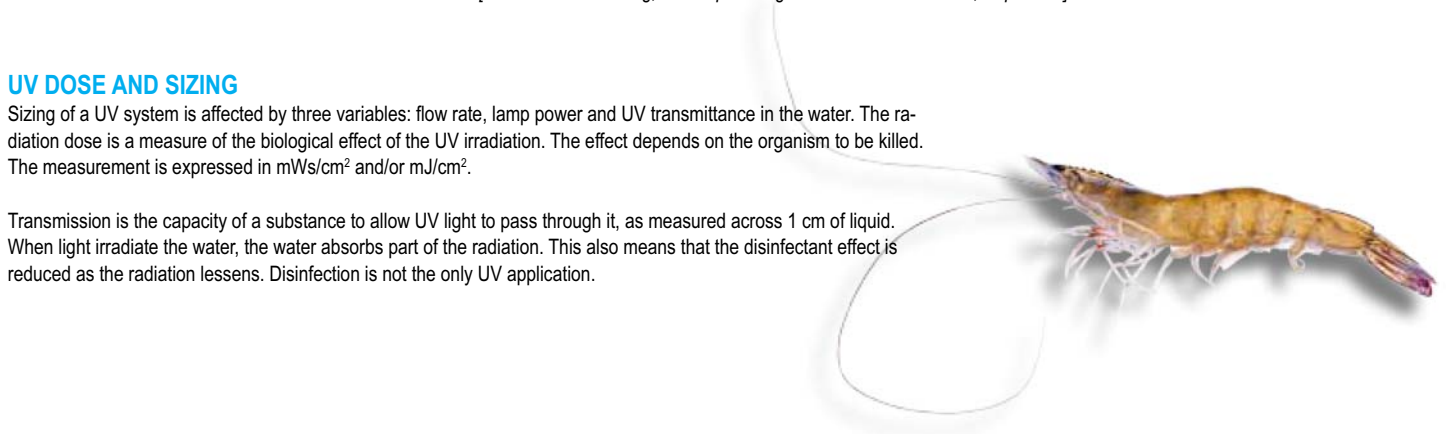 UV DOSE AND SIZING
Sizing of a UV system is affected by three variables: flow rate, lamp power and UV transmittance in the water. The ra-
diation dose is a measure of the biological effect of the UV irradiation. The effect depends on the organism to be killed.
The measurement is expressed in mWs/cm² and/or mJ/cm².
Transmission is the capacity of a substance to allow UV light to pass through it, as measured across 1 cm of liquid.
When light irradiate the water, the water absorbs part of the radiation. This also means that the disinfectant effect is
reduced as the radiation lessens. Disinfection is not the only UV application.